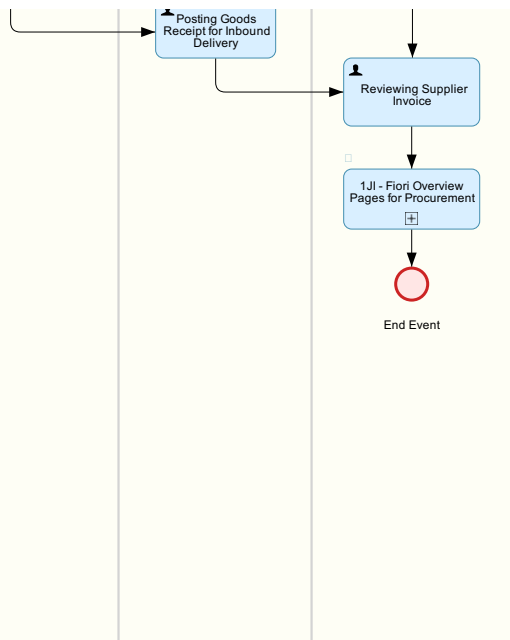 Posting Goods
Receipt for Inbound
Delivery
Reviewing Supplier
Invoice
1JI - Fiori Overview
Pages for Procurement
End Event